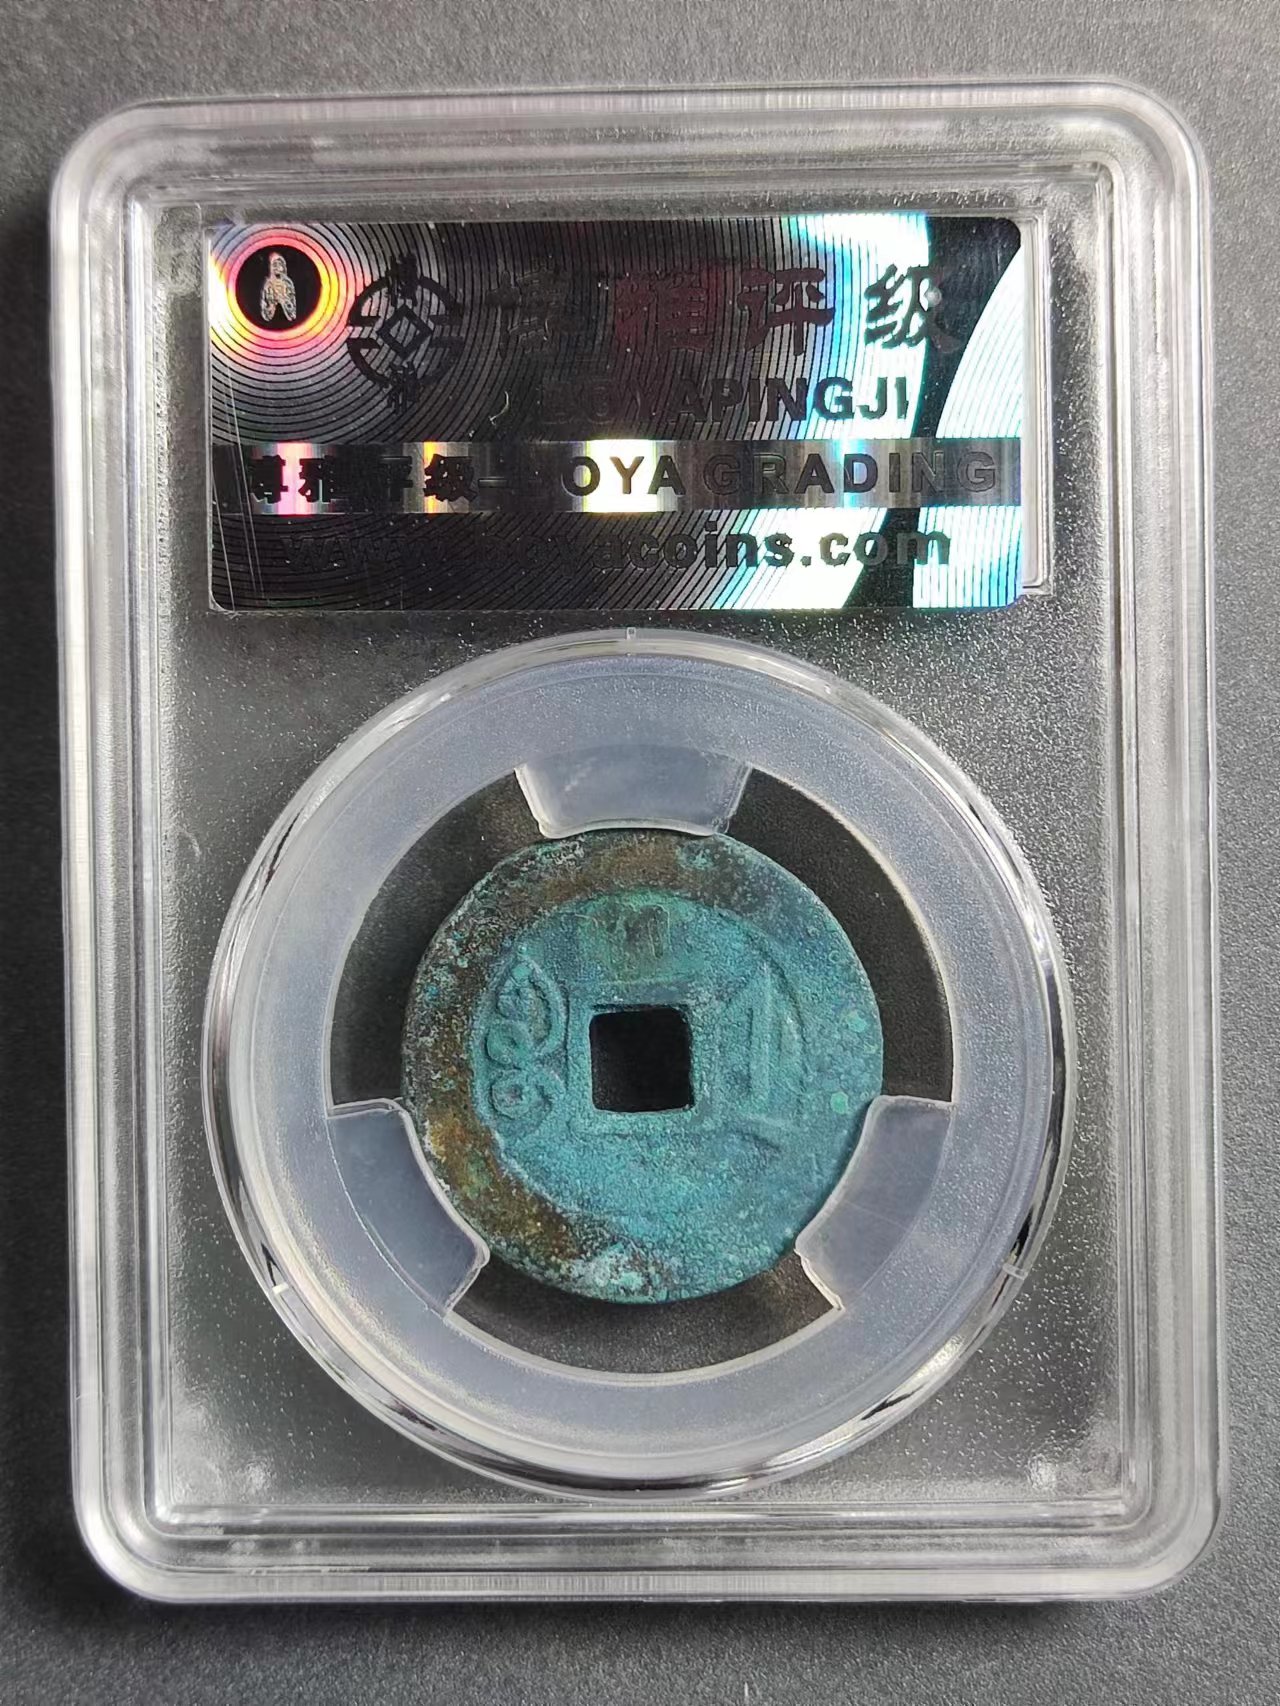 博雅评级
BOYAPINGJI
博雅评级—BOYA GRADING
www.boyacoins.com